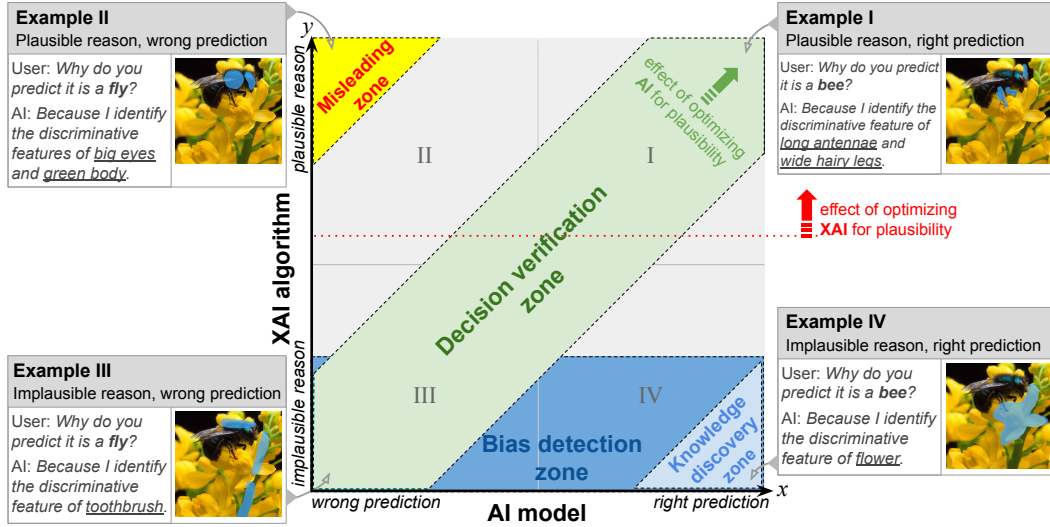 Example II
Plausible reason, wrong prediction
User: Why do you
predict it is a fly?
AI: Because I identify
the discriminative
features of big eyes
and green body.
Example I
Plausible reason, right prediction
User: Why do you predict
it is a bee?
AI: Because I identify the
discriminative feature of
long antennae and
wide hairy legs.
y
plausible reason
Misleading
zone
II
I
effect of optimizing
AI for plausibility
effect of optimizing
XAI for plausibility
XAI algorithm
Decision verification
zone
implausible reason
III
IV
Bias detection
zone
Knowledge
discovery
zone
wrong prediction
right prediction
x
AI model
Example III
Implausible reason, wrong prediction
User: Why do you
predict it is a fly?
AI: Because I identify
the discriminative
feature of toothbrush.
Example IV
Implausible reason, right prediction
User: Why do you
predict it is a bee?
AI: Because I identify
the discriminative
feature of flower.